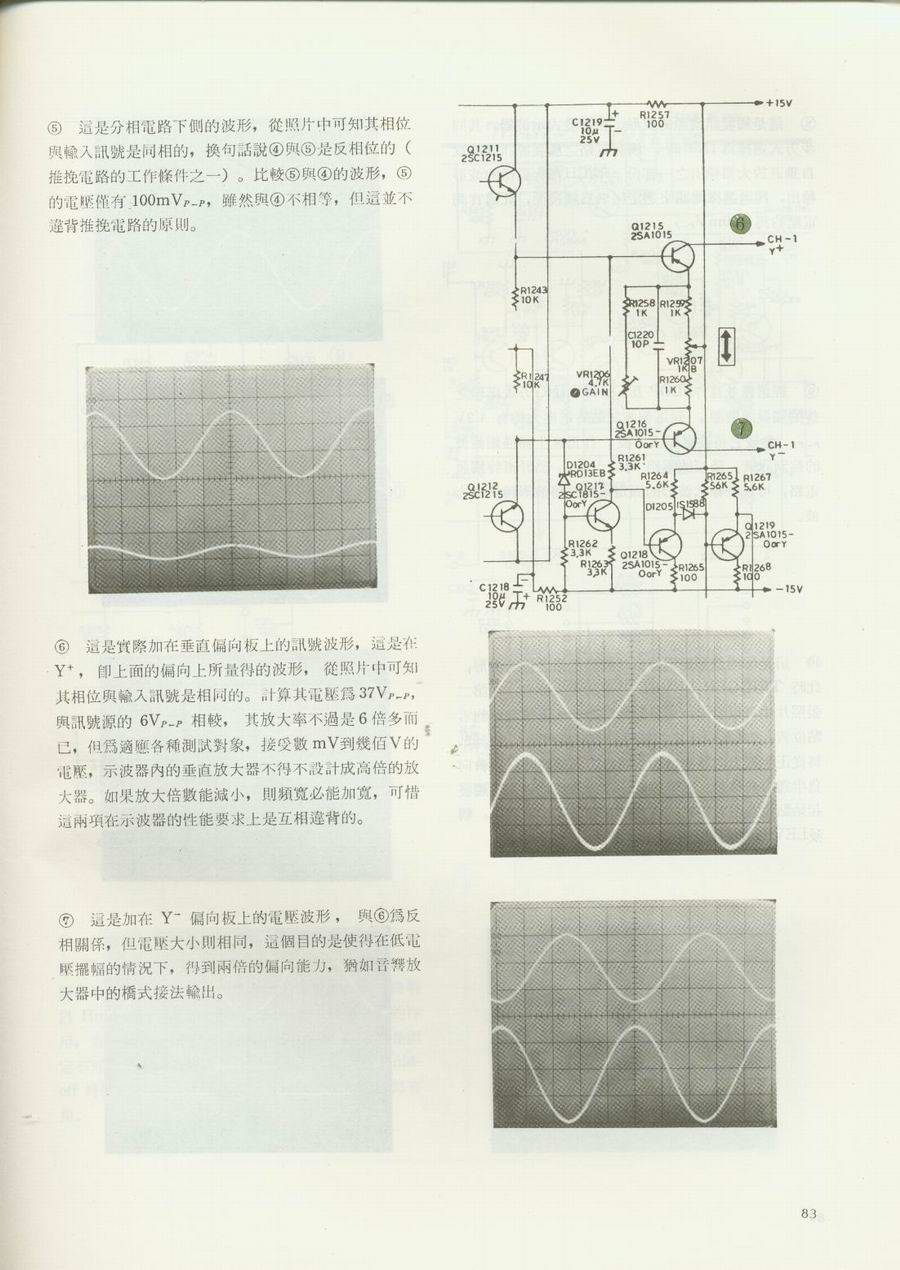 ⑤ 這是分相電路下側的波形，從照片中可知其相位
與輸入訊號是同相的，換句話說④與⑤是反相位的（
推挽電路的工作條件之一）。比較⑤與④的波形，⑤
的電壓僅有 100mVP-P，雖然與④不相等，但這並不
違背推挽電路的原則。
+15V
R1257
100
C1219
10μ
25V
+
−
Q1211
2SC1215
Q1215
2SA1015
⑥
CH-1
Y+
R1243
10K
R1258
1K
R1259
1K
C1220
10P
R1247
10K
VR1206
4.7K
GAIN
VR1207
1KB
R1260
1K
Q1216
2SA1015-
OorY
⑦
CH-1
Y−
D1204
RD13EB
R1261
3.3K
Q1212
2SC1215
Q1217
2SC1815-
OorY
R1264
5.6K
R1265
56K
R1267
5.6K
D1205
1S1588
Q1219
2SA1015-
OorY
R1262
3.3K
R1263
3.3K
Q1218
2SA1015-
OorY
R1265
100
R1268
100
C1218
10μ
25V
−
+
R1252
100
−15V
⑥ 這是實際加在垂直偏向板上的訊號波形，這是在
Y+，卽上面的偏向上所量得的波形，從照片中可知
其相位與輸入訊號是相同的。計算其電壓爲 37VP-P，
與訊號源的 6VP-P 相較，其放大率不過是 6 倍多而
已，但爲適應各種測試對象，接受數 mV到幾佰V的
電壓，示波器內的垂直放大器不得不設計成高倍的放
大器。如果放大倍數能減小，則頻寬必能加寬，可惜
這兩項在示波器的性能要求上是互相違背的。
⑦ 這是加在 Y− 偏向板上的電壓波形，與⑥爲反
相關係，但電壓大小則相同，這個目的是使得在低電
壓擺幅的情況下，得到兩倍的偏向能力，猶如音響放
大器中的橋式接法輸出。
83